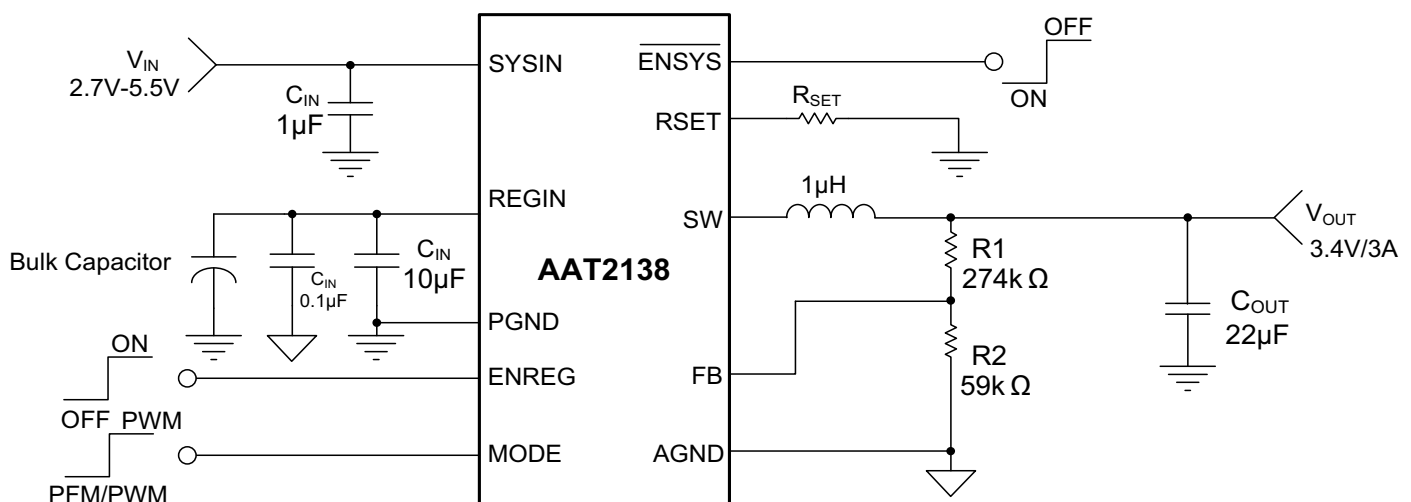 V_IN
2.7V-5.5V
C_IN
1µF
SYSIN
ENSYS
OFF
ON
R_SET
RSET
REGIN
Bulk Capacitor
C_IN
0.1µF
C_IN
10µF
AAT2138
SW
1µH
V_OUT
3.4V/3A
R1
274k Ω
C_OUT
22µF
PGND
ON
OFF
ENREG
FB
R2
59k Ω
PWM
PFM/PWM
MODE
AGND